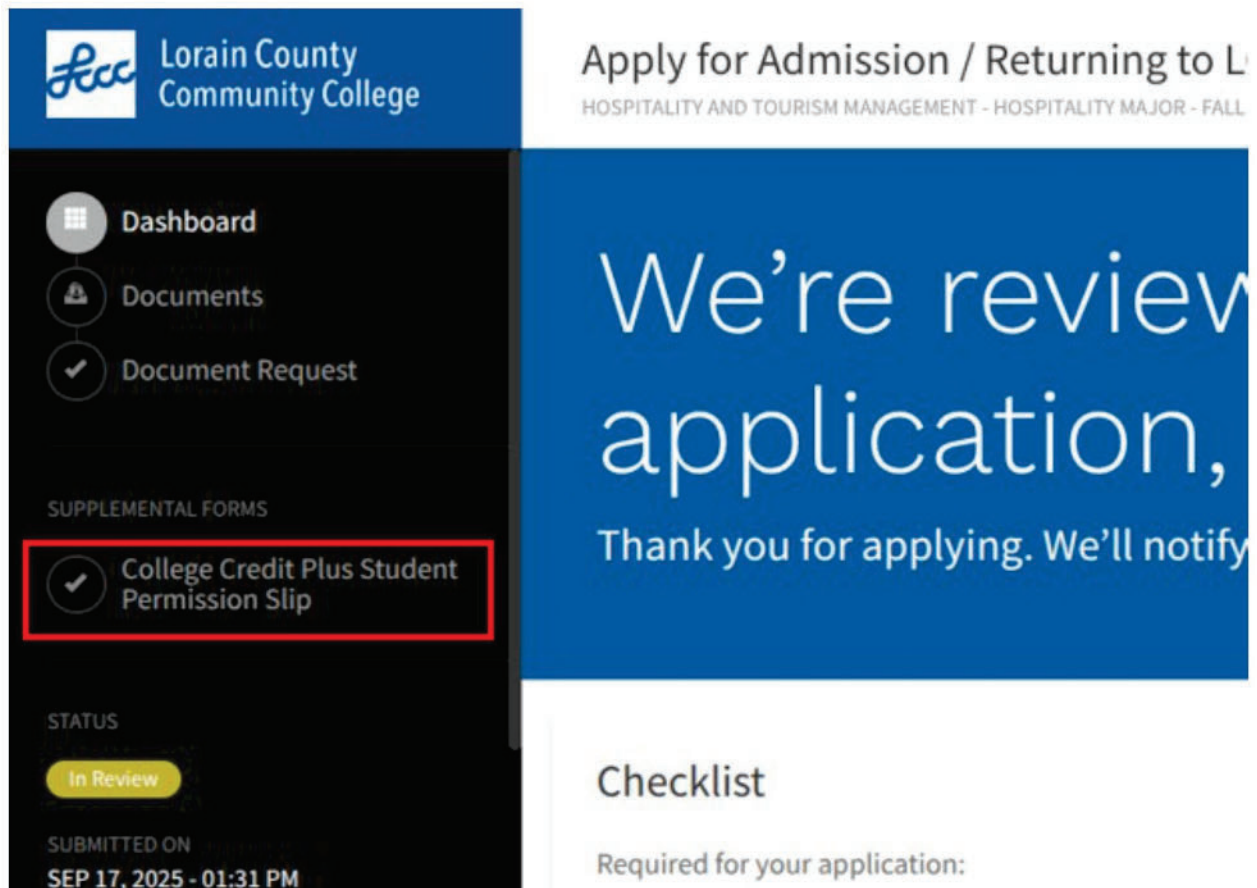 lccc
Lorain County
Community College
Apply for Admission / Returning to L
HOSPITALITY AND TOURISM MANAGEMENT - HOSPITALITY MAJOR - FALL
Dashboard
Documents
Document Request
SUPPLEMENTAL FORMS
College Credit Plus Student
Permission Slip
STATUS
In Review
SUBMITTED ON
SEP 17, 2025 - 01:31 PM
We're review
application,
Thank you for applying. We'll notify
Checklist
Required for your application: